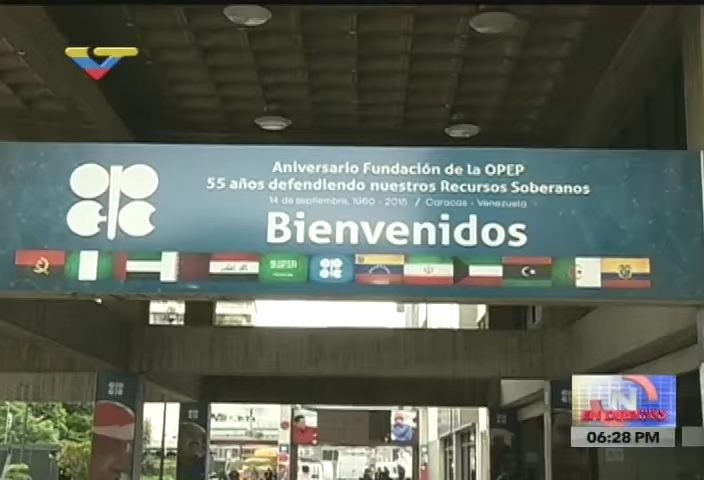 Aniversario Fundación de la OPEP
55 años defendiendo nuestros Recursos Soberanos
14 de septiembre, 1960 - 2015 / Caracas - Venezuela
Bienvenidos
EN DIRECTO
06:28 PM